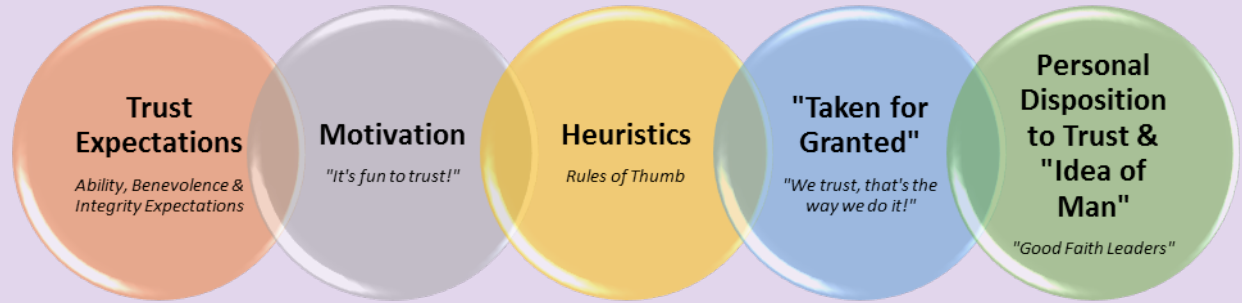 Trust
Expectations
Ability, Benevolence &
Integrity Expectations
Motivation
"It's fun to trust!"
Heuristics
Rules of Thumb
"Taken for
Granted"
"We trust, that's the
way we do it!"
Personal
Disposition
to Trust &
"Idea of
Man"
"Good Faith Leaders"